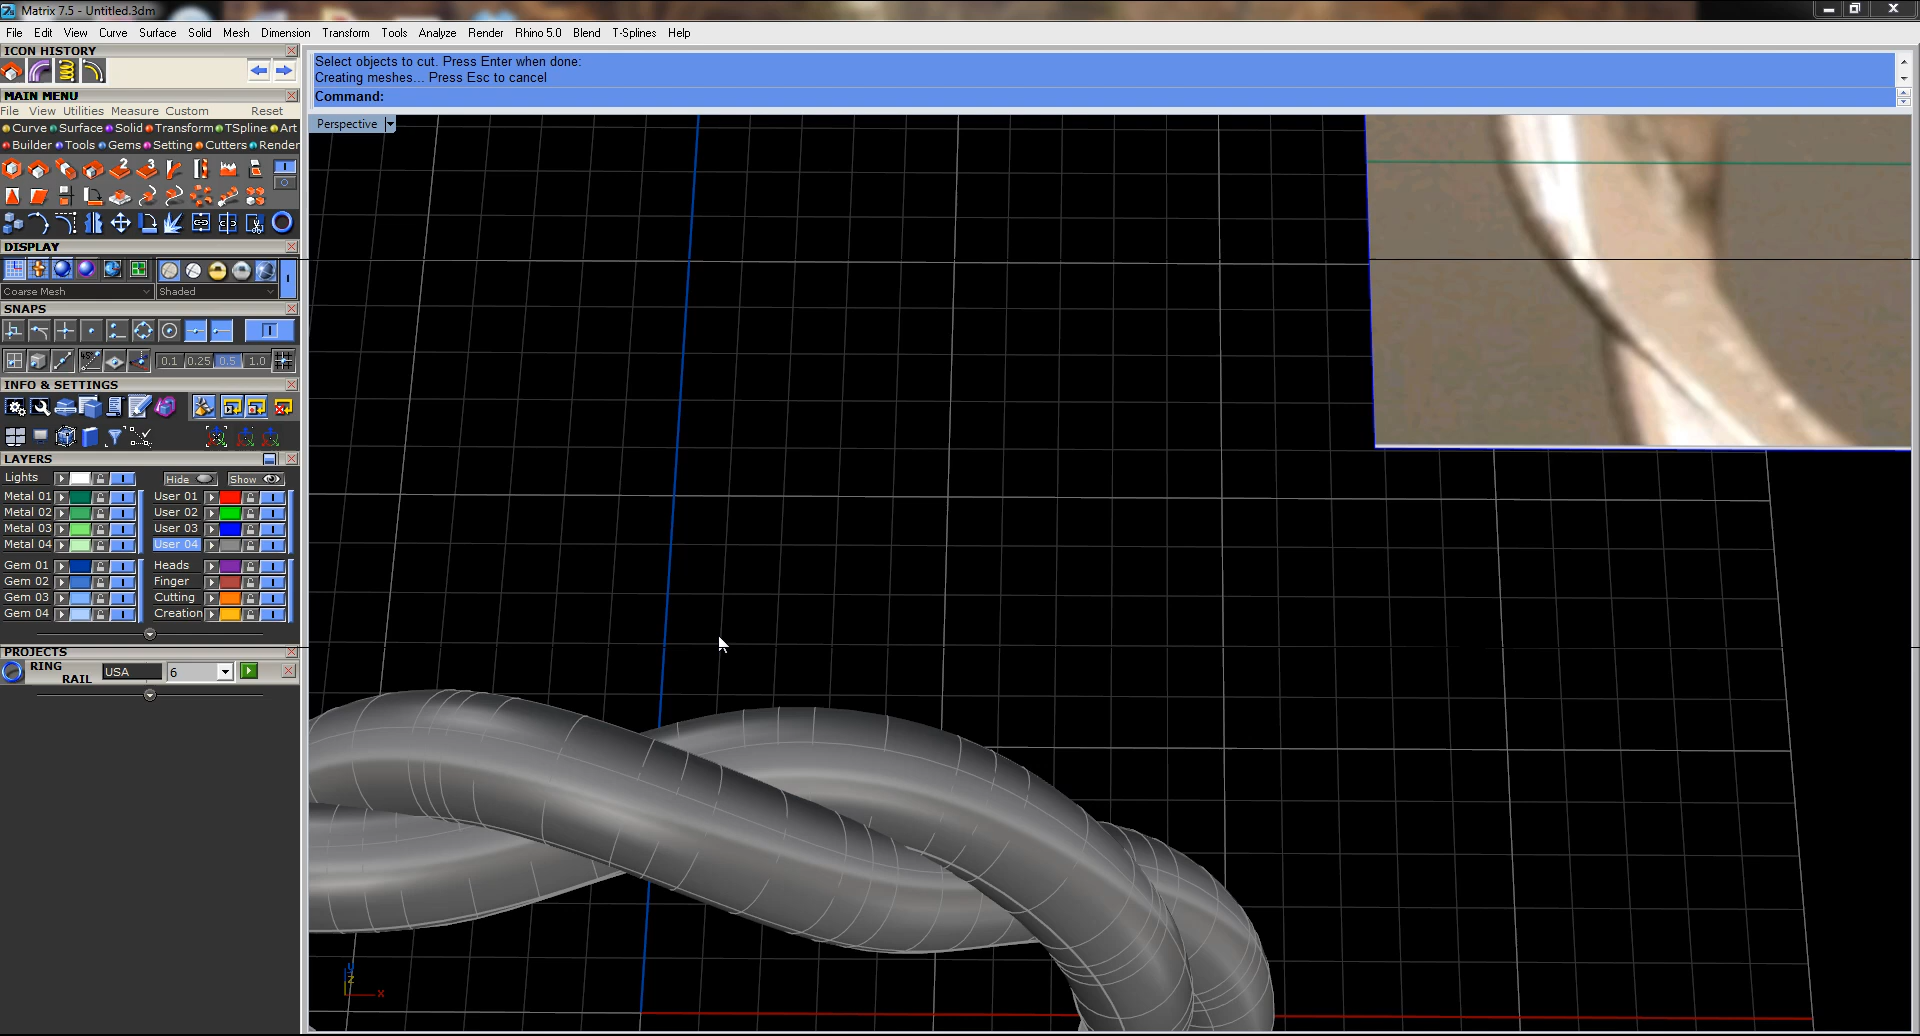 Matrix 7.5 - Untitled.3dm
File Edit View Curve Surface Solid Mesh Dimension Transform Tools Analyze Render Rhino 5.0 Blend T-Splines Help
ICON HISTORY
Select objects to cut. Press Enter when done:
Creating meshes... Press Esc to cancel
Command:
MAIN MENU
File View Utilities Measure Custom Reset
Curve Surface Solid Transform TSpline Art
Builder Tools Gems Setting Cutters Render
Perspective
2 3
DISPLAY
Coarse Mesh Shaded
SNAPS
0.1 0.25 0.5 1.0
INFO & SETTINGS
LAYERS
Lights Hide Show
Metal 01 User 01
Metal 02 User 02
Metal 03 User 03
Metal 04 User 04
Gem 01 Heads
Gem 02 Finger
Gem 03 Cutting
Gem 04 Creation
PROJECTS
RING RAIL USA 6
z
x